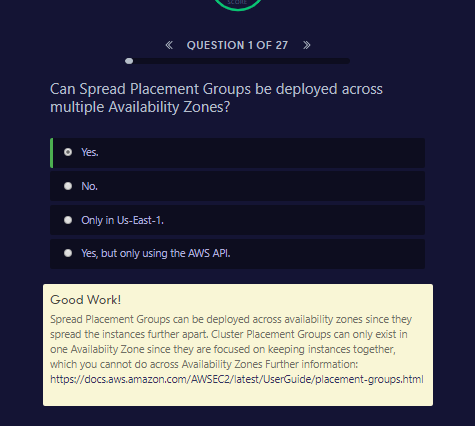 SCORE
« QUESTION 1 OF 27 »
Can Spread Placement Groups be deployed across
multiple Availability Zones?
Yes.
No.
Only in Us-East-1.
Yes, but only using the AWS API.
Good Work!
Spread Placement Groups can be deployed across availability zones since they
spread the instances further apart. Cluster Placement Groups can only exist in
one Availabiity Zone since they are focused on keeping instances together,
which you cannot do across Availability Zones Further information:
https://docs.aws.amazon.com/AWSEC2/latest/UserGuide/placement-groups.html